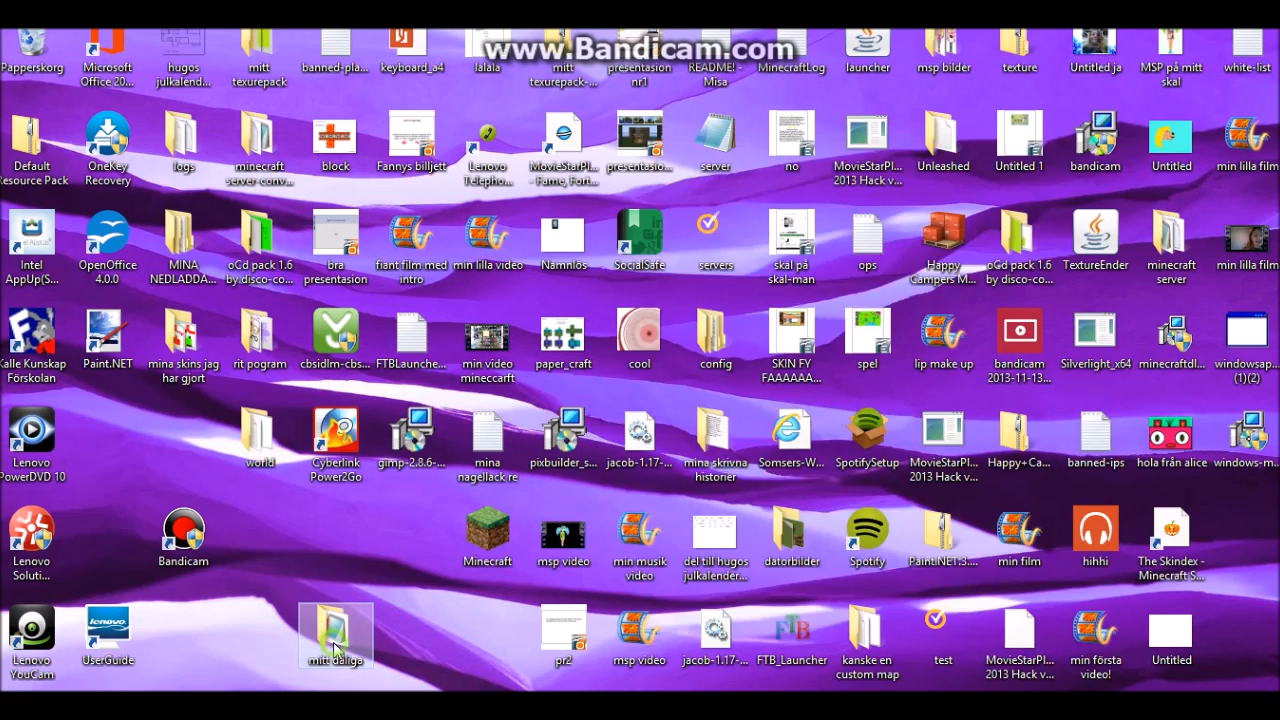 www.Bandicam.com
Papperskorg
Microsoft
Office 20...
hugos
julkalend...
mitt
texurepack
banned-pla...
keyboard_a4
lalala
mitt
texurepack-...
presentasion
nr1
README! -
Misa
MinecraftLog
launcher
msp bilder
texture
Untitled ja
MSP på mitt
skal
white-list
Default
Resource Pack
OneKey
Recovery
logs
minecraft
server-conv...
block
Fannys biljett
Lenovo
Telepho...
MovieStarPl...
- Fame, Fort...
presentasio...
server
no
MovieStarPl...
2013 Hack v...
Unleashed
Untitled 1
bandicam
Untitled
min lilla film
Intel
AppUp(S...
OpenOffice
4.0.0
MINA
NEDLADDA...
oCd pack 1.6
by disco-co...
bra
presentasion
fiant film med
intro
min lilla video
Namnlös
SocialSafe
servers
skal på
skal-man
ops
Happy
Campers M...
oCd pack 1.6
by disco-co...
TextureEnder
minecraft
server
min lilla film
Kalle Kunskap
Förskolan
Paint.NET
mina skins jag
har gjort
rit pogram
cbsidlm-cbs...
FTBLaunche...
min video
mineccarft
paper_craft
cool
config
SKIN FY
FAAAAAA...
spel
lip make up
bandicam
2013-11-13...
Silverlight_x64
minecraftdl...
windowsap...
(1)(2)
Lenovo
PowerDVD 10
world
Cyberlink
Power2Go
gimp-2.8.6-...
mina
nagellack re
pixbuilder_s...
jacob-1.17-...
mina skrivna
historier
Somsers-W...
SpotifySetup
MovieStarPl...
2013 Hack v...
Happy+Ca...
banned-ips
hola från alice
windows-m...
Lenovo
Soluti...
Bandicam
Minecraft
msp video
min musik
video
del till hugos
julkalender...
datorbilder
Spotify
PaintiNET.3....
min film
hihhi
The Skindex -
Minecraft S...
Lenovo
YouCam
lenovo
UserGuide
mitt dåliga
pr2
msp video
jacob-1.17-...
FTB
FTB_Launcher
kanske en
custom map
test
MovieStarPl...
2013 Hack v...
min första
video!
Untitled